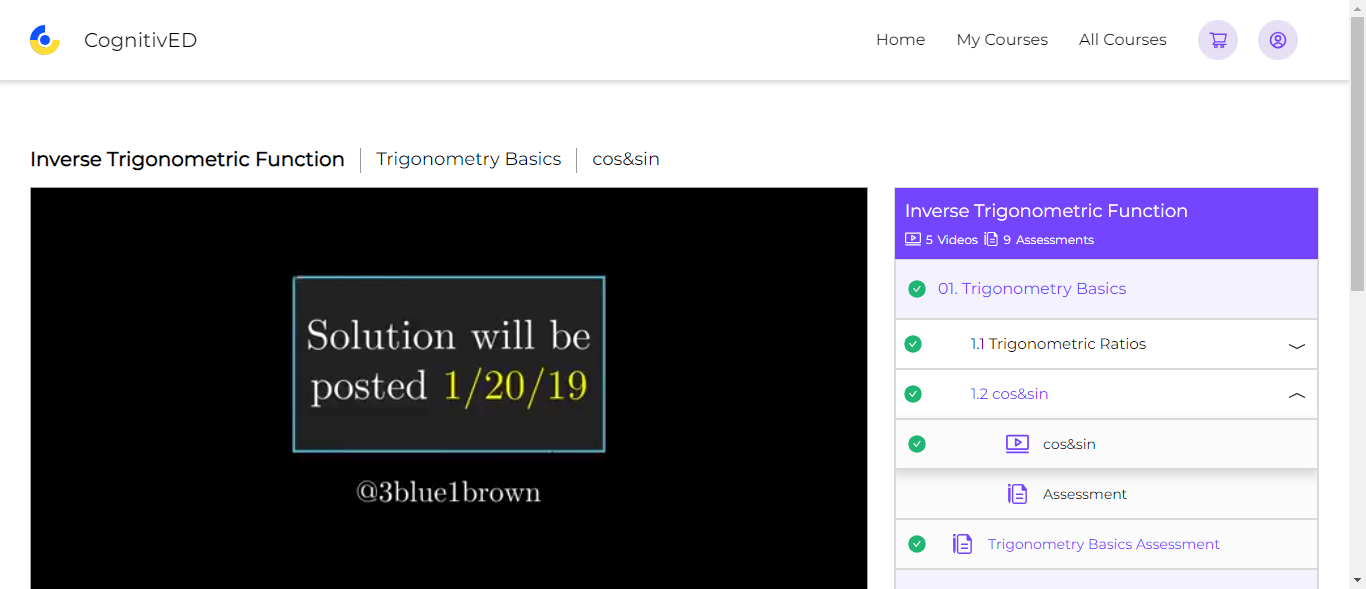 CognitivED
Home
My Courses
All Courses
Inverse Trigonometric Function
Trigonometry Basics
cos&sin
Solution will be
posted 1/20/19
@3blue1brown
Inverse Trigonometric Function
5 Videos 9 Assessments
01. Trigonometry Basics
1.1 Trigonometric Ratios
1.2 cos&sin
cos&sin
Assessment
Trigonometry Basics Assessment